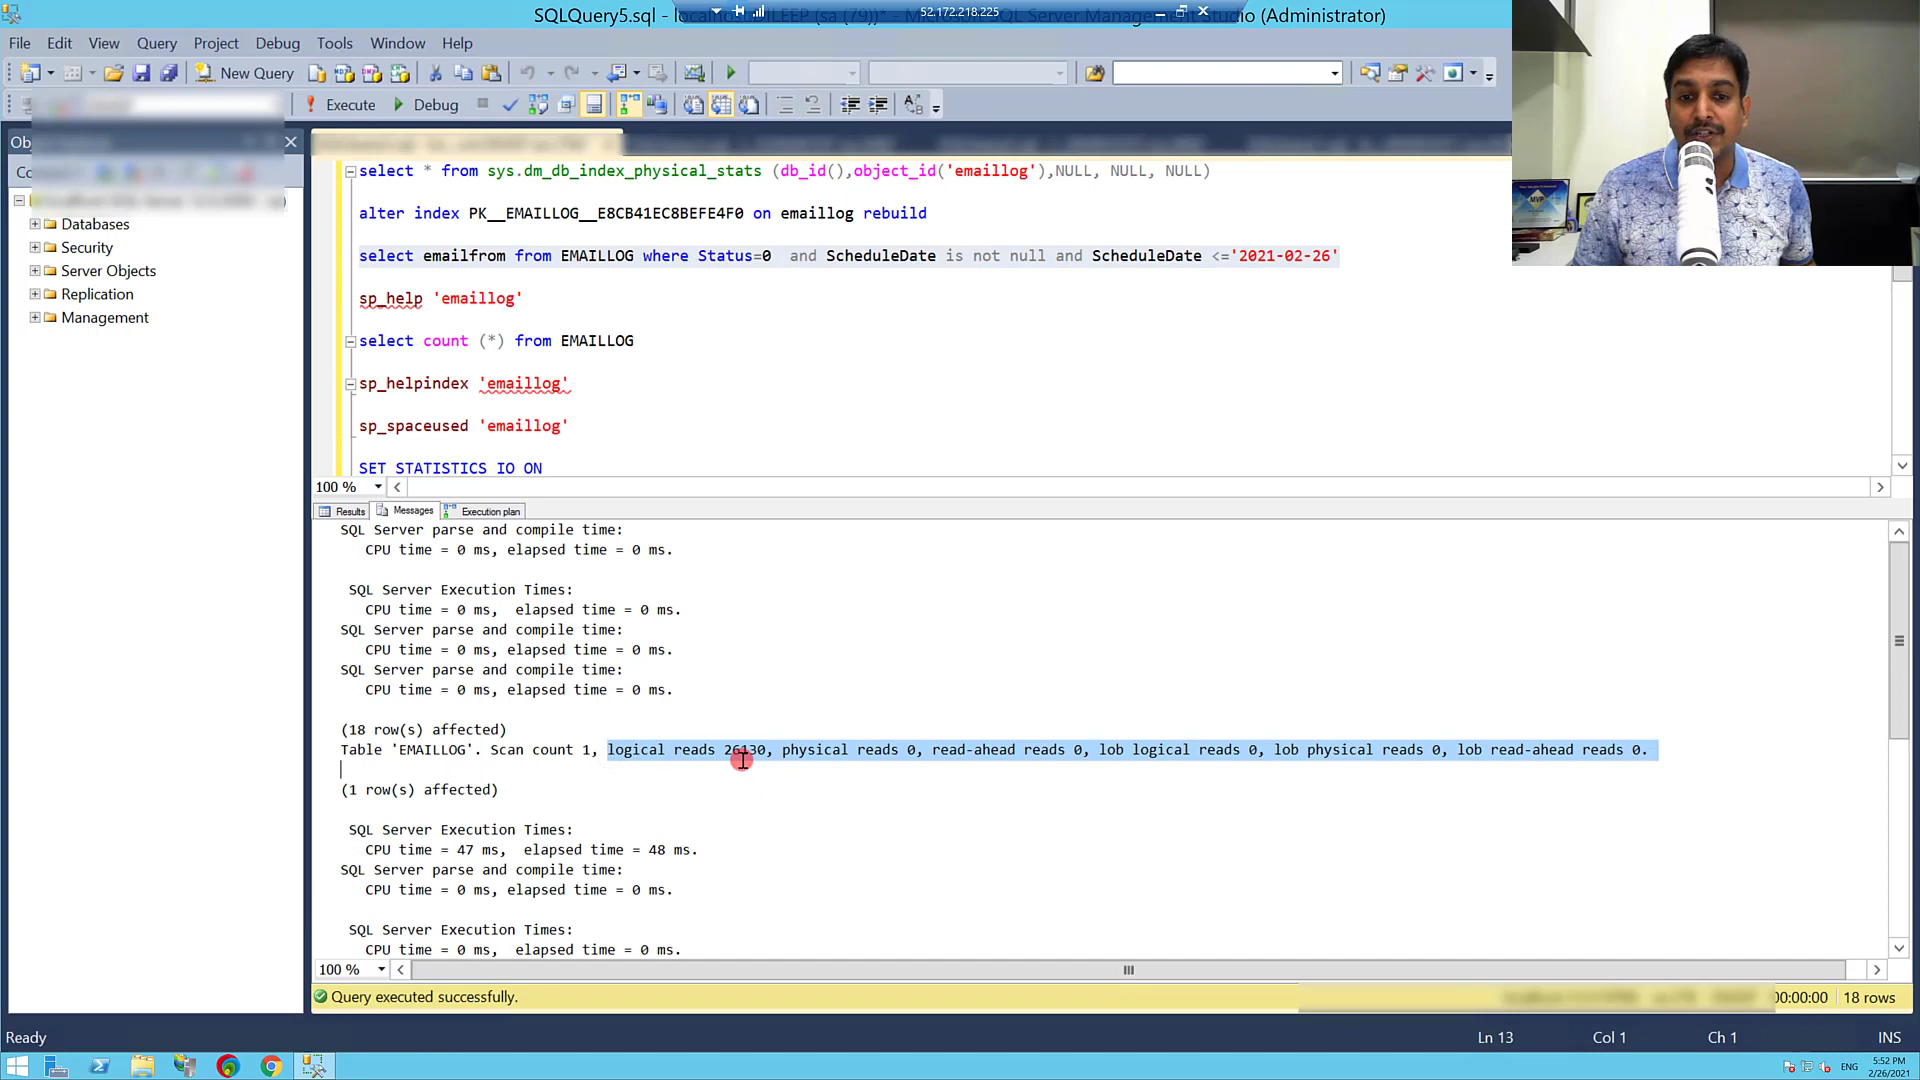 SQLQuery5.sql - localho DILEEP (sa (79))* - Microsoft SQL Server Management Studio (Administrator)
52.172.218.225
File Edit View Query Project Debug Tools Window Help
New Query
Execute Debug
Ob
Co
Databases
Security
Server Objects
Replication
Management
select * from sys.dm_db_index_physical_stats (db_id(),object_id('emaillog'),NULL, NULL, NULL)
alter index PK__EMAILLOG__E8CB41EC8BEFE4F0 on emaillog rebuild
select emailfrom from EMAILLOG where Status=0 and ScheduleDate is not null and ScheduleDate <='2021-02-26'
sp_help 'emaillog'
select count (*) from EMAILLOG
sp_helpindex 'emaillog'
sp_spaceused 'emaillog'
SET STATISTICS IO ON
100 %
Results Messages Execution plan
SQL Server parse and compile time:
CPU time = 0 ms, elapsed time = 0 ms.
SQL Server Execution Times:
CPU time = 0 ms, elapsed time = 0 ms.
SQL Server parse and compile time:
CPU time = 0 ms, elapsed time = 0 ms.
SQL Server parse and compile time:
CPU time = 0 ms, elapsed time = 0 ms.
(18 row(s) affected)
Table 'EMAILLOG'. Scan count 1, logical reads 26130, physical reads 0, read-ahead reads 0, lob logical reads 0, lob physical reads 0, lob read-ahead reads 0.
(1 row(s) affected)
SQL Server Execution Times:
CPU time = 47 ms, elapsed time = 48 ms.
SQL Server parse and compile time:
CPU time = 0 ms, elapsed time = 0 ms.
SQL Server Execution Times:
CPU time = 0 ms, elapsed time = 0 ms.
100 %
Query executed successfully. 00:00:00 18 rows
Ready Ln 13 Col 1 Ch 1 INS
ENG 5:52 PM
2/26/2021
MVP